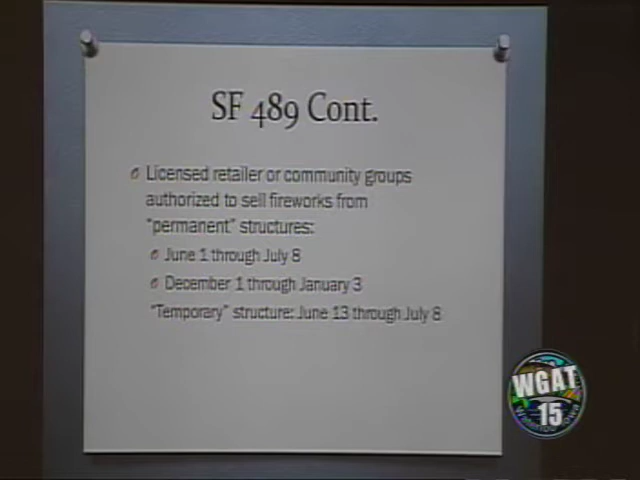 SF 489 Cont.
Licensed retailer or community groups
authorized to sell fireworks from
"permanent" structures:
June 1 through July 8
December 1 through January 3
"Temporary" structure: June 13 through July 8
WGAT
15